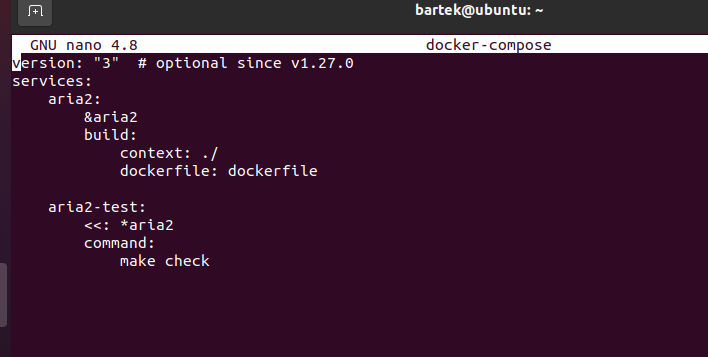 bartek@ubuntu: ~
GNU nano 4.8 docker-compose
version: "3"  # optional since v1.27.0
services:
    aria2:
        &aria2
        build:
            context: ./
            dockerfile: dockerfile

    aria2-test:
        <<: *aria2
        command:
            make check